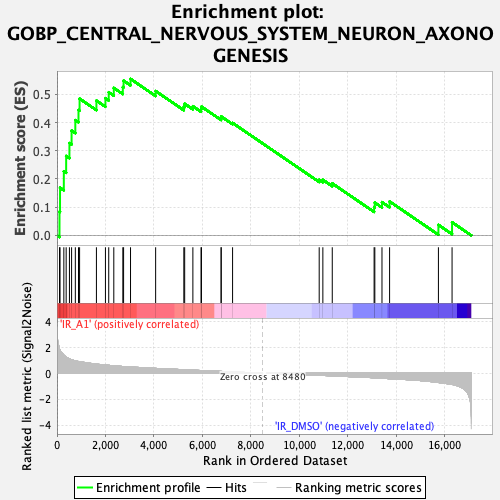 Enrichment plot:
GOBP_CENTRAL_NERVOUS_SYSTEM_NEURON_AXONO
GENESIS
Enrichment score (ES)
0.5
0.4
0.3
0.2
0.1
0.0
'IR_A1' (positively correlated)
Ranked list metric (Signal2Noise)
4
2
0
-2
-4
Zero cross at 8480
'IR_DMSO' (negatively correlated)
0
2,000
4,000
6,000
8,000
10,000
12,000
14,000
16,000
Rank in Ordered Dataset
Enrichment profile
Hits
Ranking metric scores